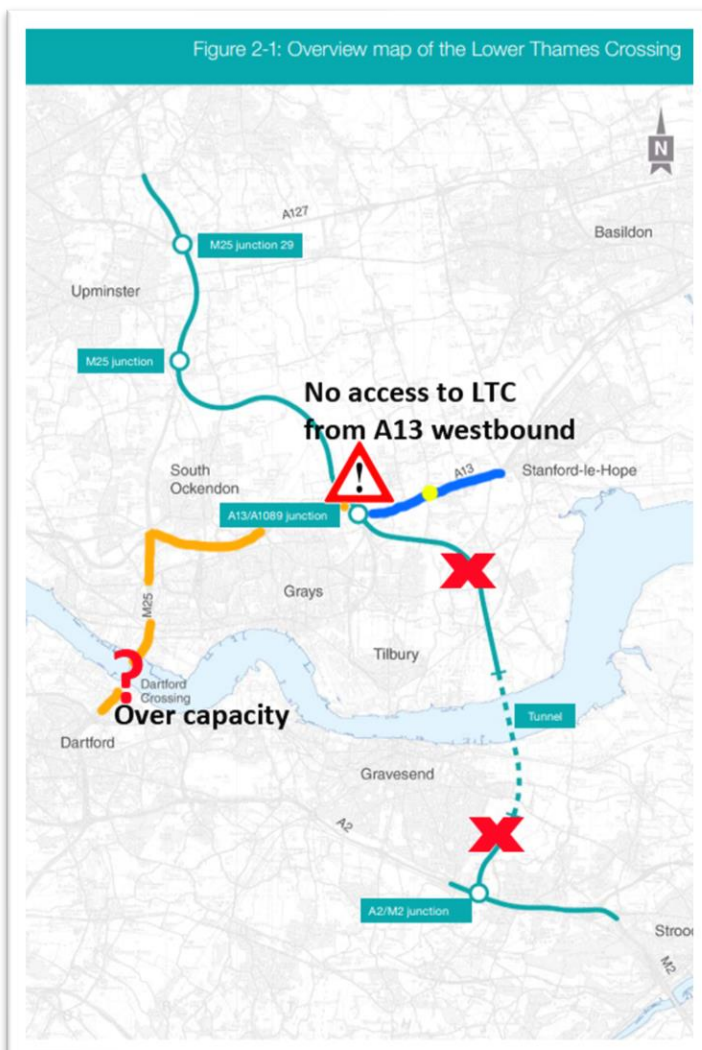 Figure 2-1: Overview map of the Lower Thames Crossing
N
A127
M25 junction 29
Basildon
Upminster
M25 junction
No access to LTC
from A13 westbound
!
A13
Stanford-le-Hope
South
Ockendon
A13/A1089 junction
Grays
M25
Tilbury
?
Dartford
Crossing
Over capacity
Tunnel
Dartford
Gravesend
A2
A2/M2 junction
Stroo
M2